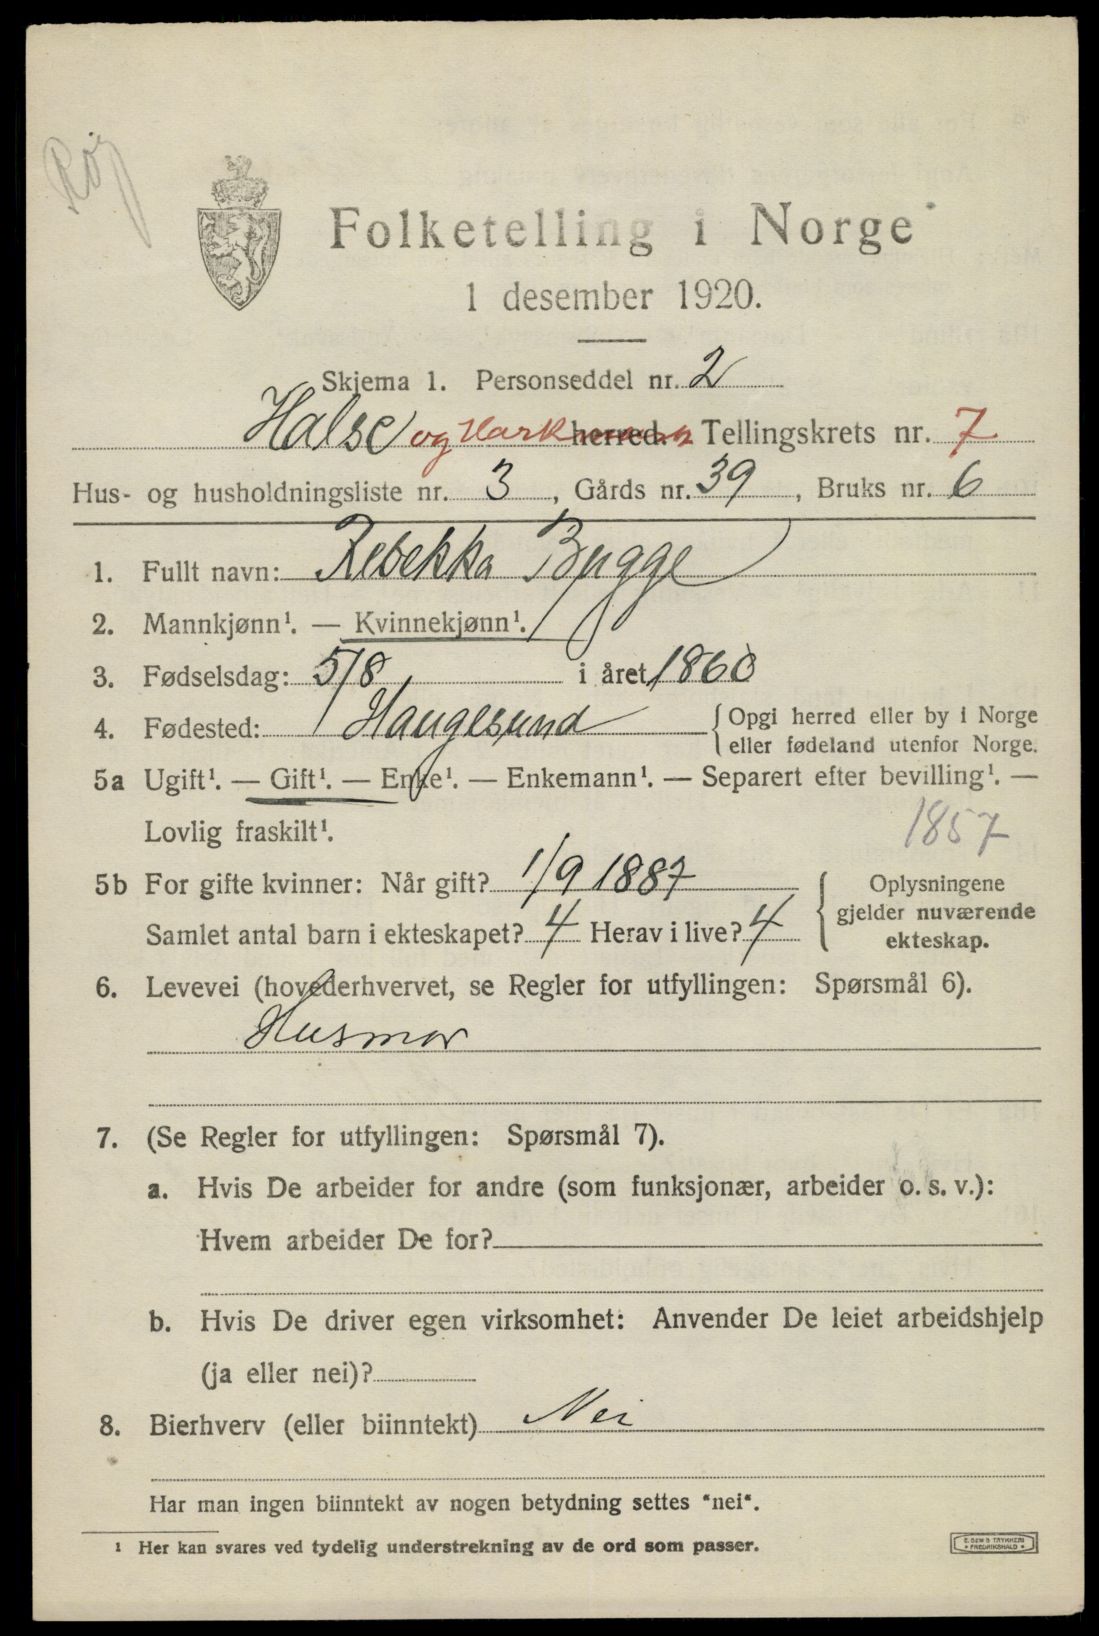 Røg
Folketelling i Norge
1 desember 1920.
Skjema 1. Personseddel nr. 2
Halse og Hark herred. Tellingskrets nr. 7
Hus- og husholdningsliste nr. 3, Gårds nr. 39, Bruks nr. 6
1. Fullt navn: Rebekka Bugge
2. Mannkjønn¹. — Kvinnekjønn¹.
3. Fødselsdag: 5/8 i året 1860
4. Fødested: Haugesund { Opgi herred eller by i Norge
eller fødeland utenfor Norge.
5a Ugift¹. — Gift¹. — Enke¹. — Enkemann¹. — Separert efter bevilling¹. —
Lovlig fraskilt¹.
1857
5b For gifte kvinner: Når gift? 1/9 1887
Samlet antal barn i ekteskapet? 4 Herav i live? 4
{ Oplysningene
gjelder nuværende
ekteskap.
6. Levevei (hovederhvervet, se Regler for utfyllingen: Spørsmål 6).
Husmor
7. (Se Regler for utfyllingen: Spørsmål 7).
a. Hvis De arbeider for andre (som funksjonær, arbeider o. s. v.):
Hvem arbeider De for?
b. Hvis De driver egen virksomhet: Anvender De leiet arbeidshjelp
(ja eller nei)?
8. Bierhverv (eller biinntekt) Nei
Har man ingen biinntekt av nogen betydning settes "nei".
¹ Her kan svares ved tydelig understrekning av de ord som passer.